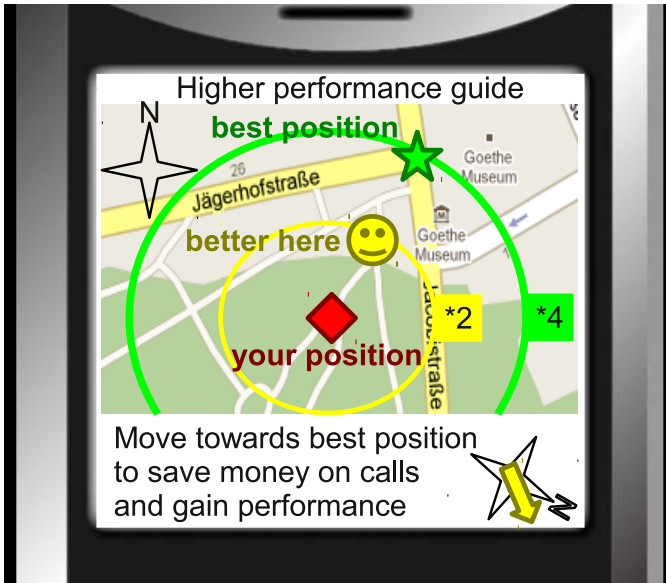 Higher performance guide
N
best position
26
Jägerhofstraße
Goethe
Museum
better here
M
Goethe
Museum
*2
*4
your position
Move towards best position
to save money on calls
and gain performance
N